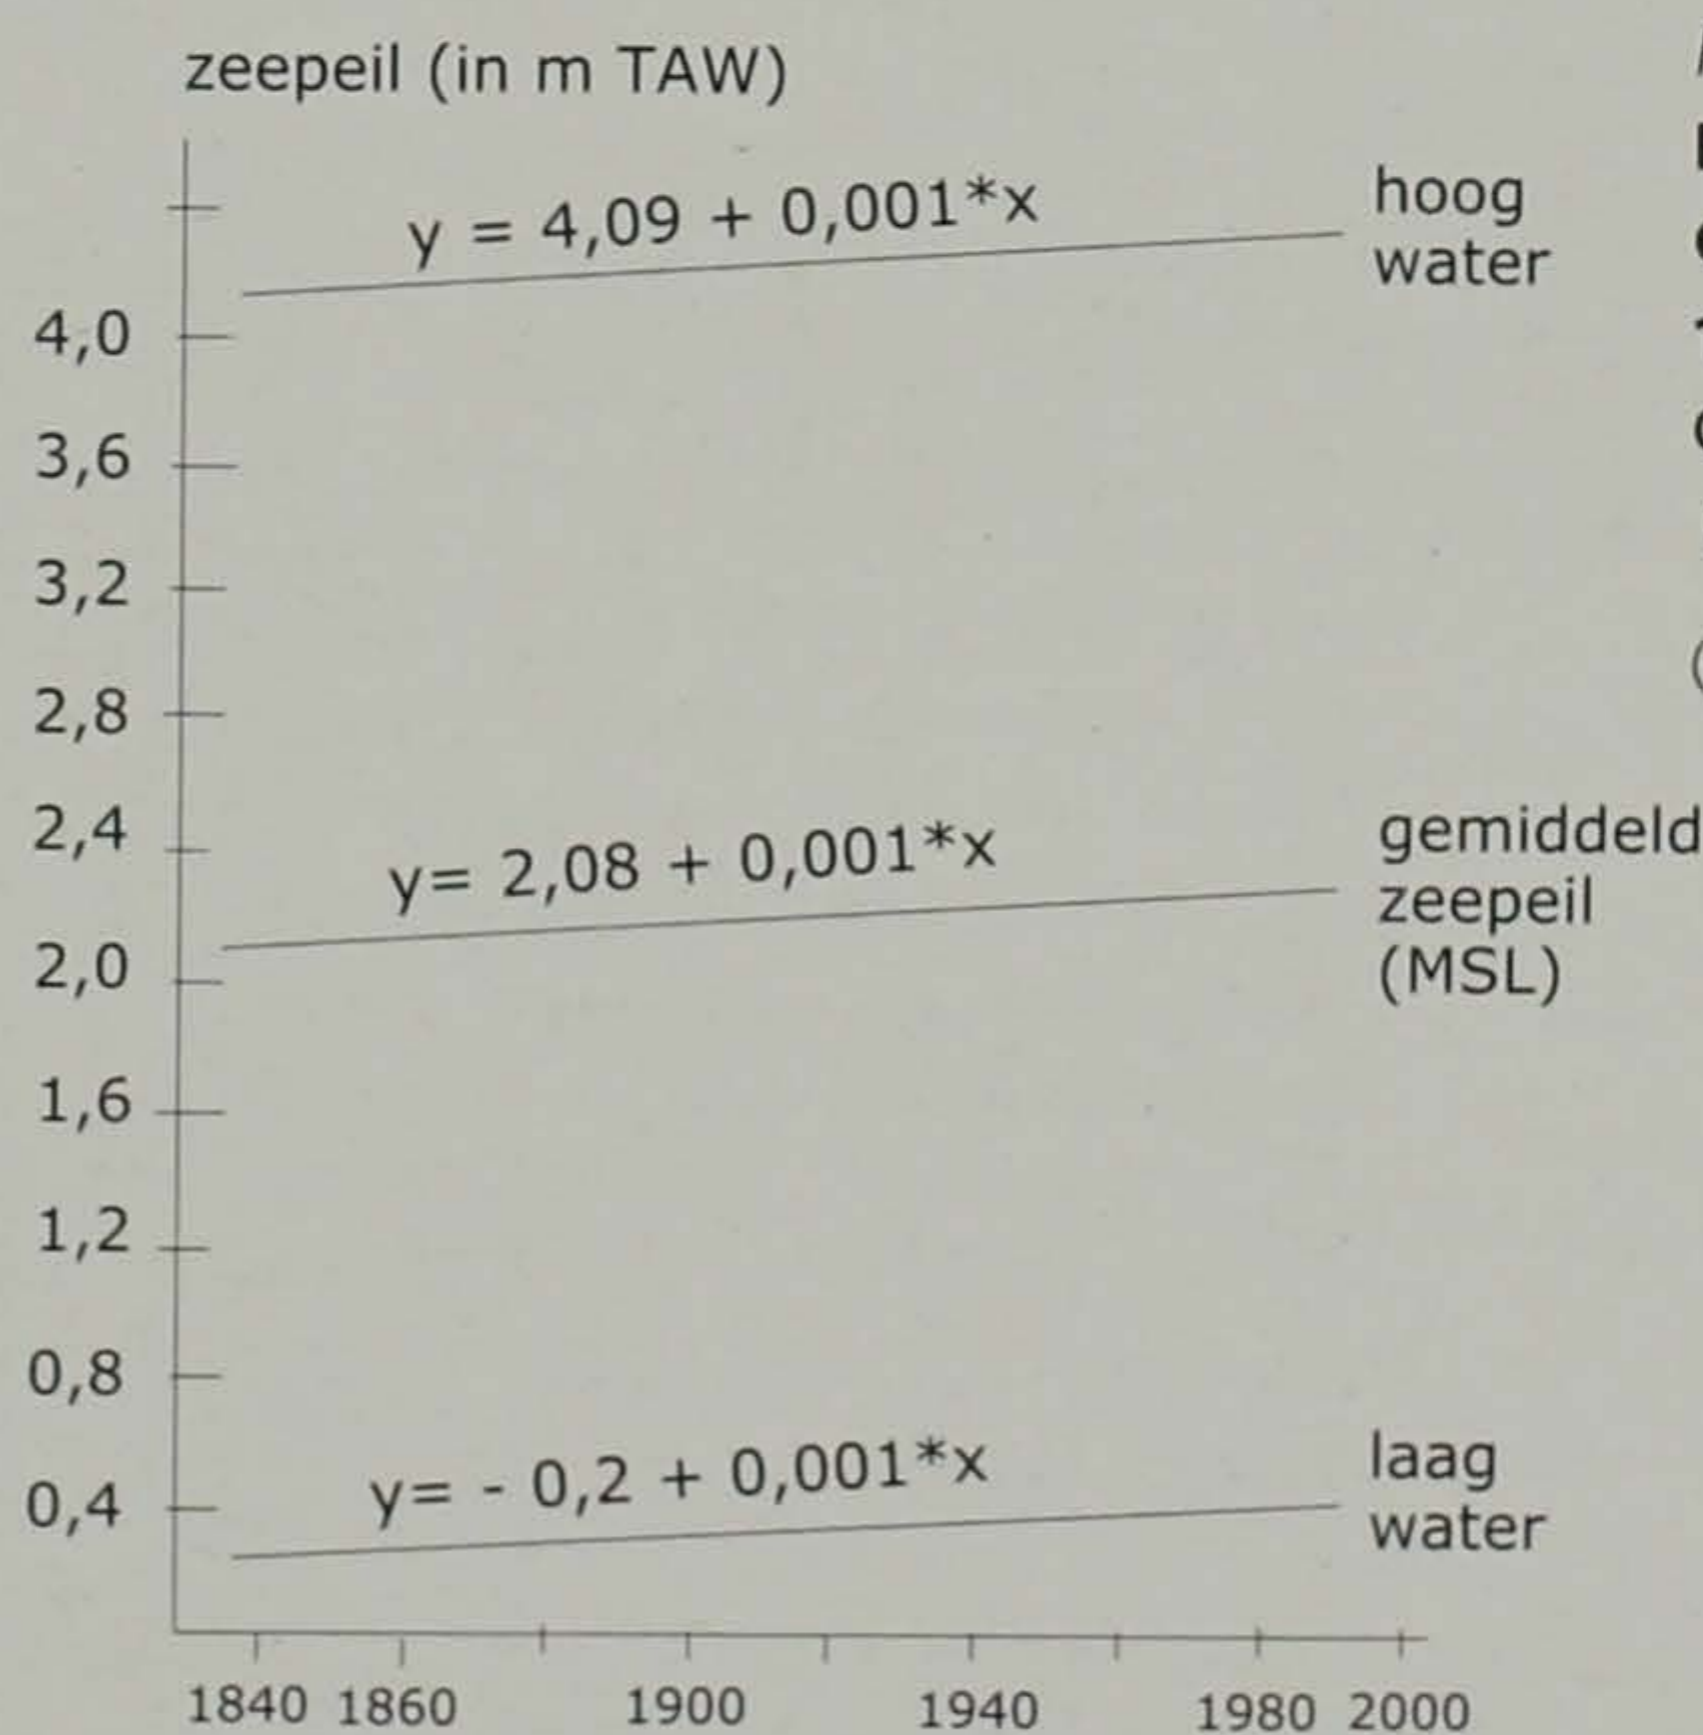 zeepeil (in m TAW)
y = 4,09 + 0,001*x
hoog
water
4,0
3,6
3,2
2,8
2,4
y= 2,08 + 0,001*x
gemiddeld
zeepeil
(MSL)
2,0
1,6
1,2
0,8
0,4
y= - 0,2 + 0,001*x
laag
water
1840 1860 1900 1940 1980 2000